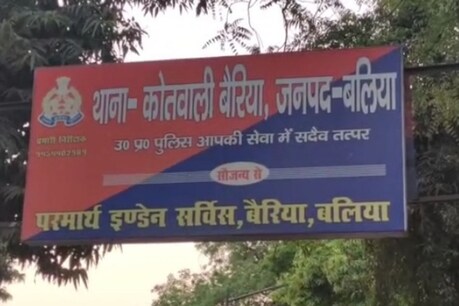 थाना- कोतवाली बैरिया, जनपद-बलिया
उ0 प्र0 पुलिस आपकी सेवा में सदैव तत्पर
सौजन्य से
परमार्थ इण्डेन सर्विस, बैरिया, बलिया